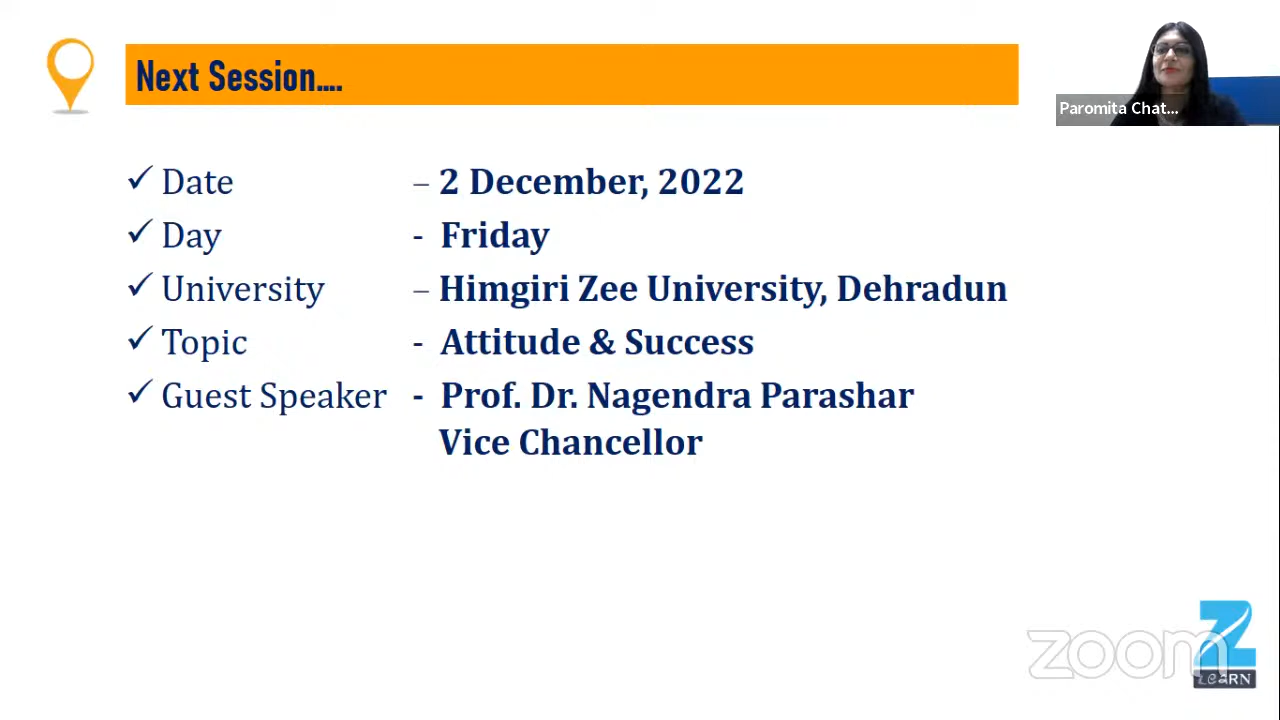 Next Session....
Paromita Chat...
✓ Date – 2 December, 2022
✓ Day - Friday
✓ University – Himgiri Zee University, Dehradun
✓ Topic - Attitude & Success
✓ Guest Speaker - Prof. Dr. Nagendra Parashar
Vice Chancellor
zoom
Z
LEARN